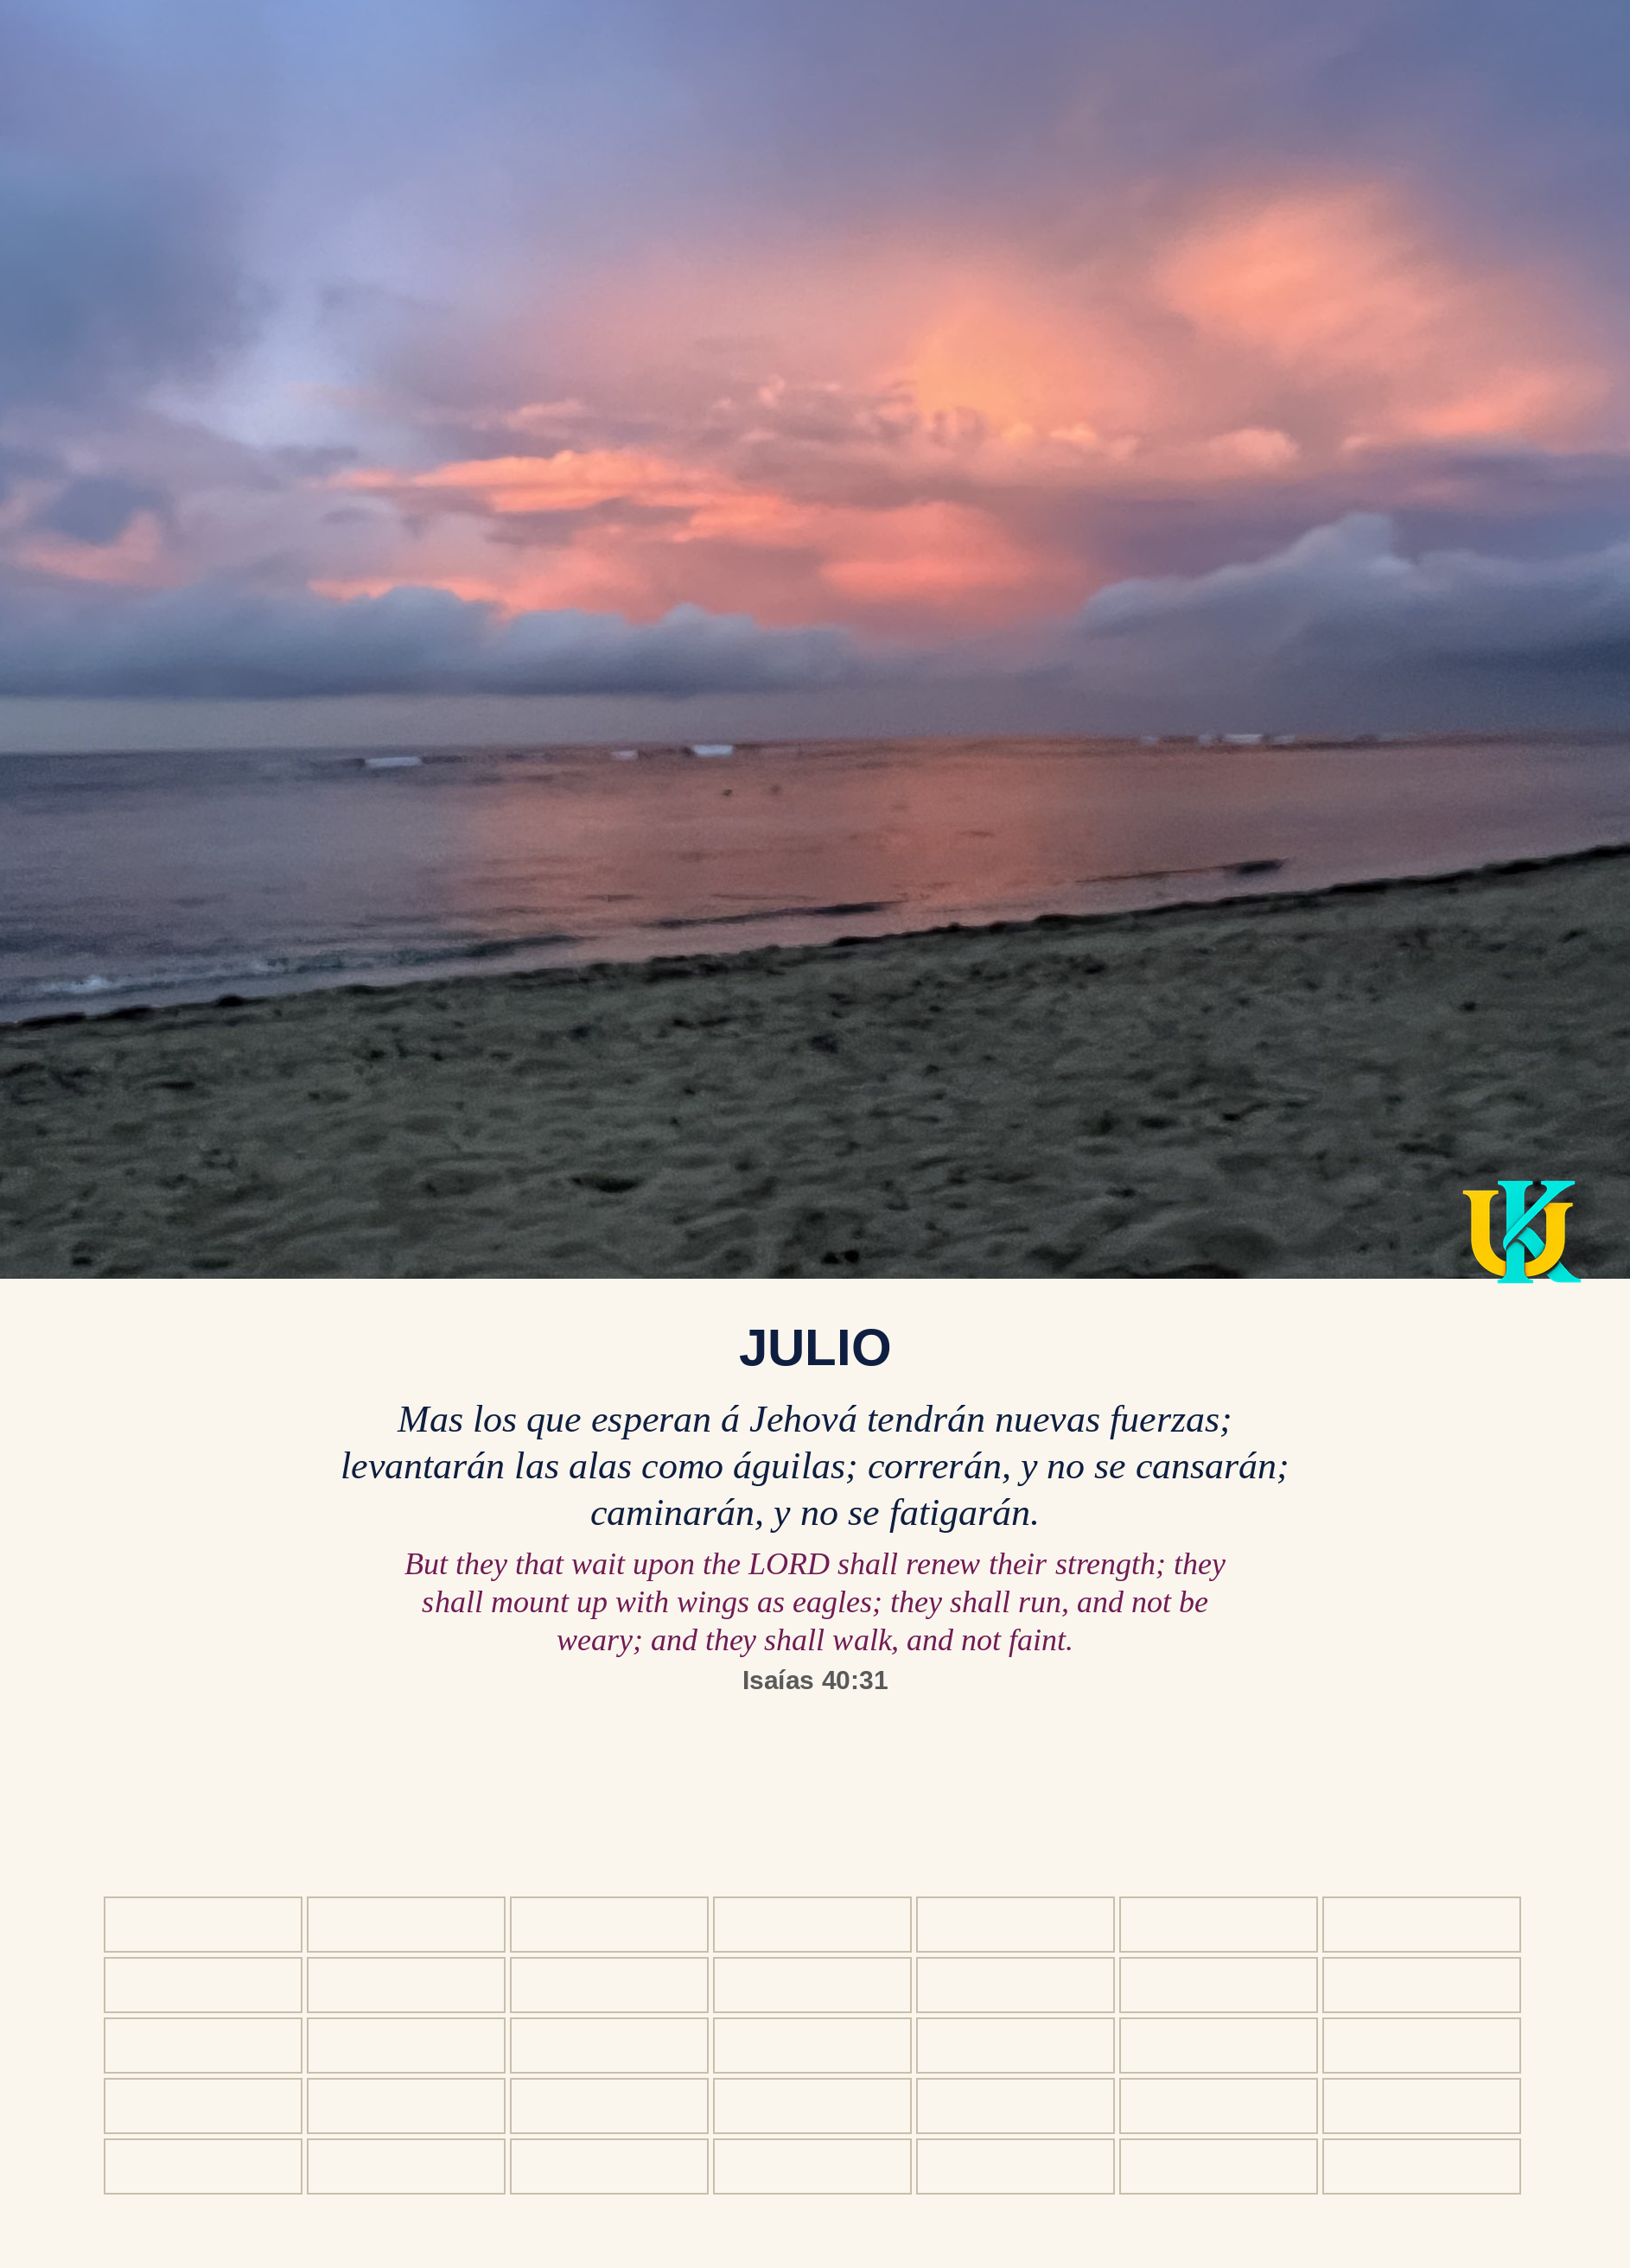 UK
JULIO
Mas los que esperan á Jehová tendrán nuevas fuerzas;
levantarán las alas como águilas; correrán, y no se cansarán;
caminarán, y no se fatigarán.
But they that wait upon the LORD shall renew their strength; they
shall mount up with wings as eagles; they shall run, and not be
weary; and they shall walk, and not faint.
Isaías 40:31